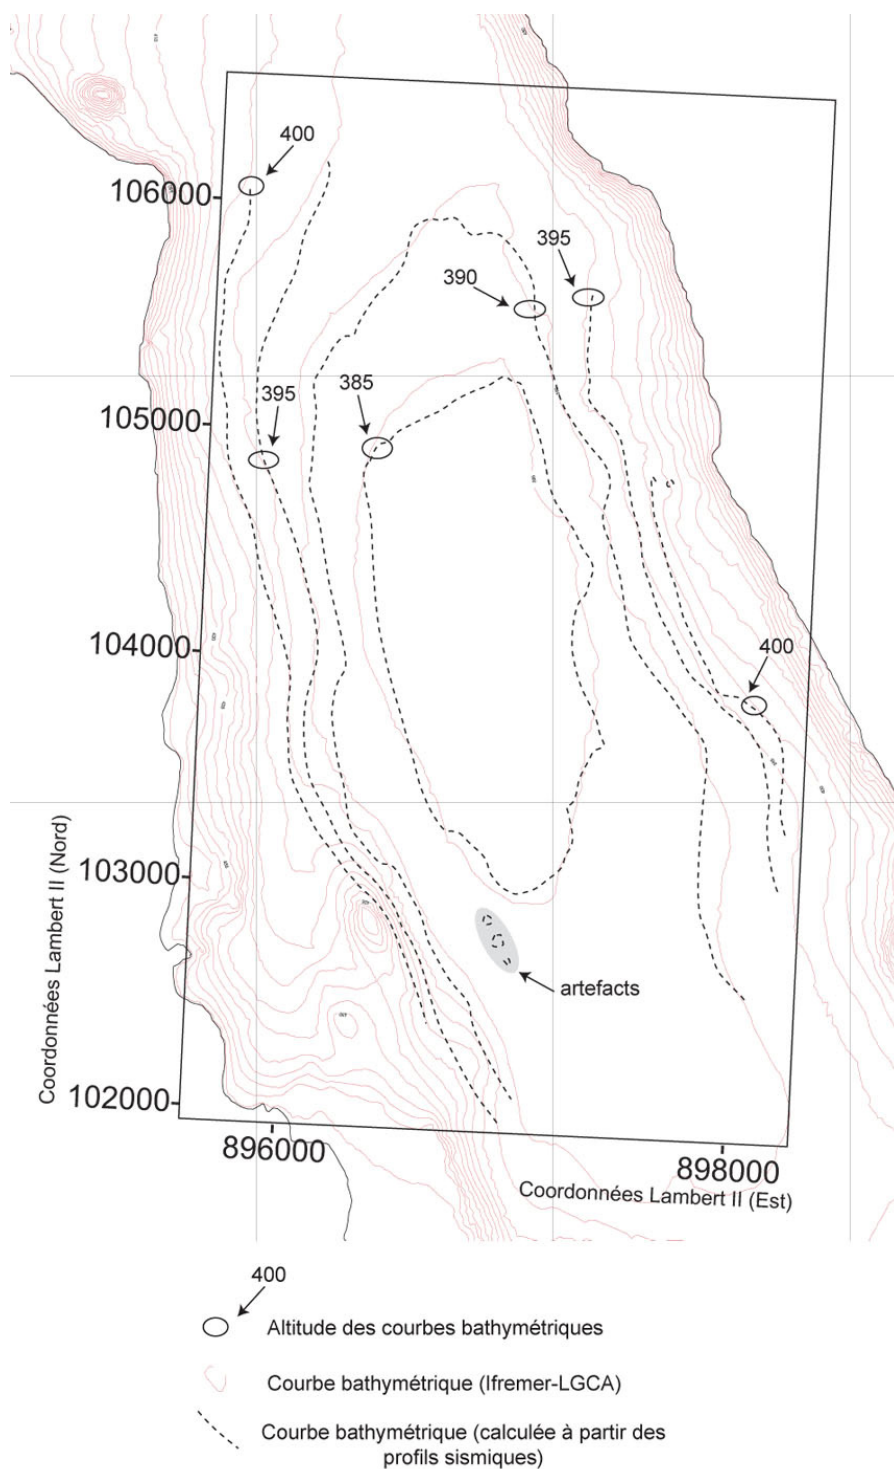 400
106000
395
390
105000
395
385
104000
400
103000
Coordonnées Lambert II (Nord)
artefacts
102000
896000
898000
Coordonnées Lambert II (Est)
400
Altitude des courbes bathymétriques
Courbe bathymétrique (Ifremer-LGCA)
Courbe bathymétrique (calculée à partir des
profils sismiques)